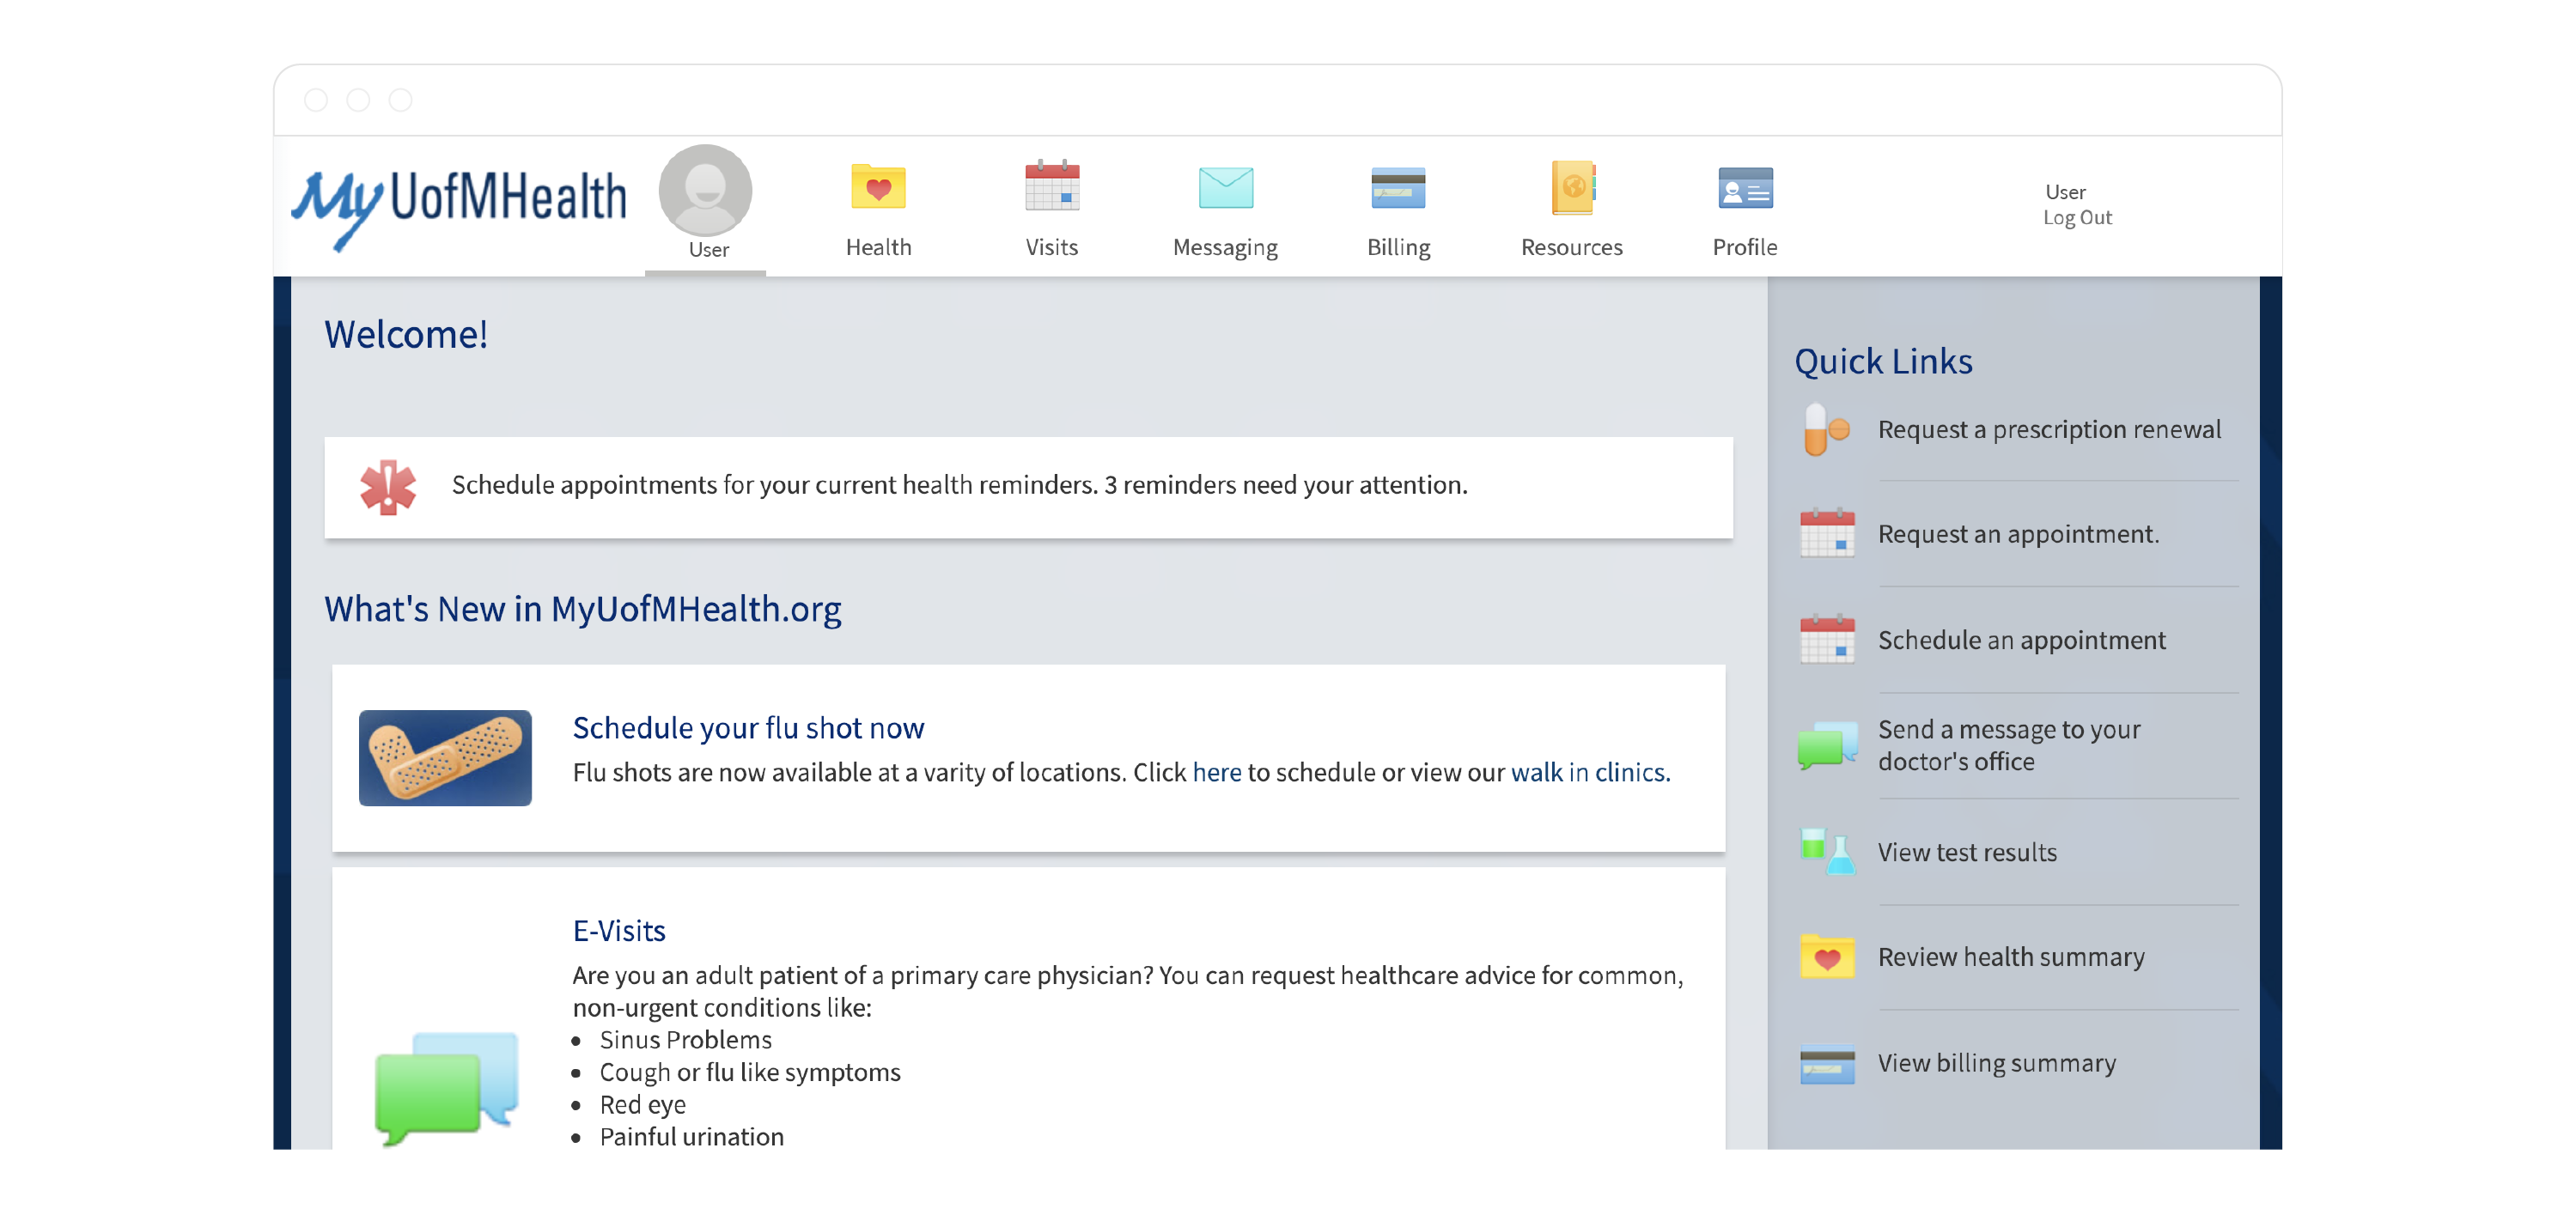 My UofMHealth
User
Health
Visits
Messaging
Billing
Resources
Profile
User
Log Out
Welcome!
Schedule appointments for your current health reminders. 3 reminders need your attention.
What's New in MyUofMHealth.org
Schedule your flu shot now
Flu shots are now available at a varity of locations. Click here to schedule or view our walk in clinics.
E-Visits
Are you an adult patient of a primary care physician? You can request healthcare advice for common,
non-urgent conditions like:
• Sinus Problems
• Cough or flu like symptoms
• Red eye
• Painful urination
Quick Links
Request a prescription renewal
Request an appointment.
Schedule an appointment
Send a message to your
doctor's office
View test results
Review health summary
View billing summary